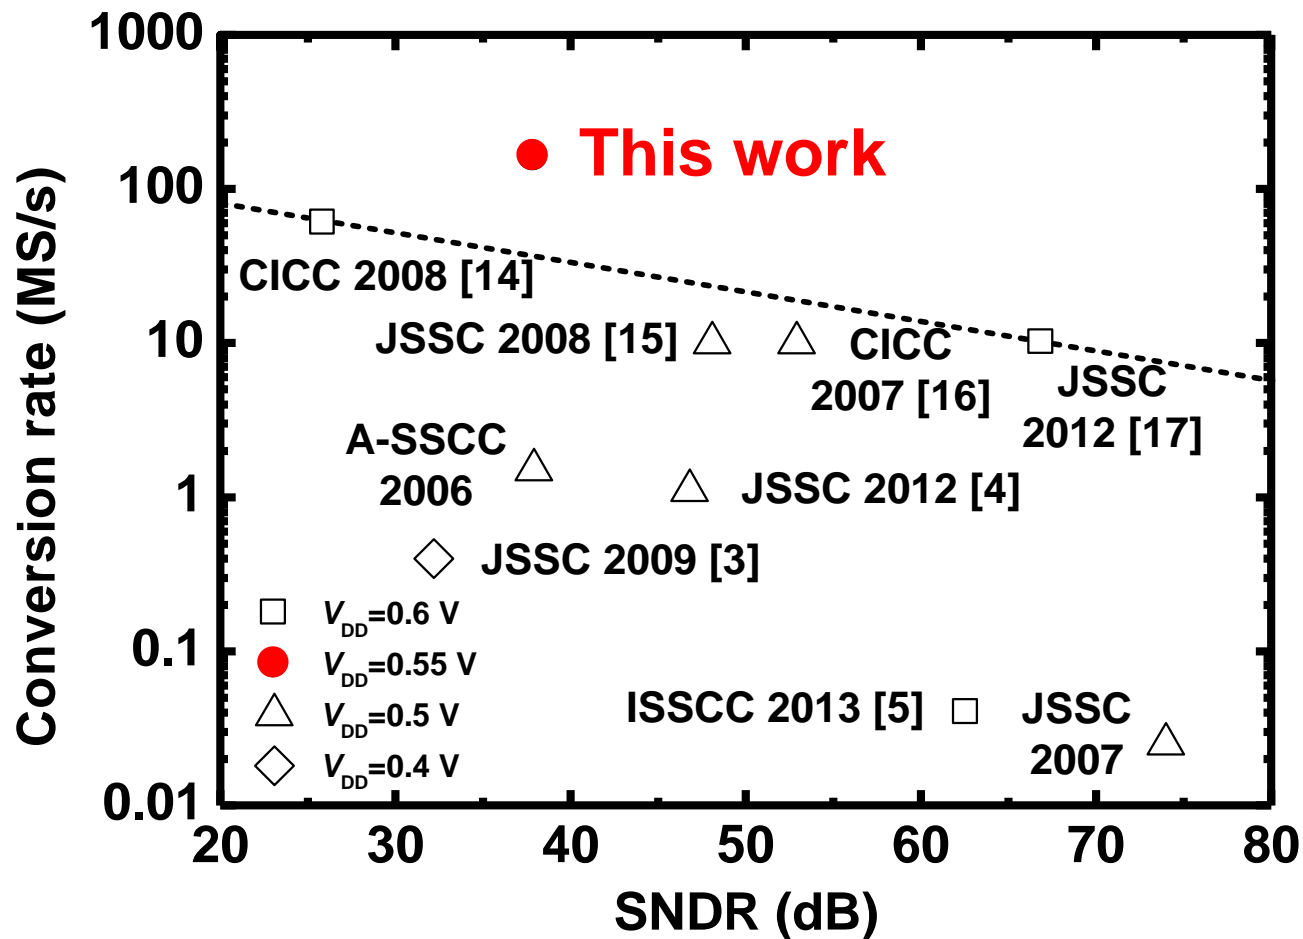 1000
100
10
1
0.1
0.01
Conversion rate (MS/s)
This work
CICC 2008 [14]
JSSC 2008 [15]
CICC
2007 [16]
JSSC
2012 [17]
A-SSCC
2006
JSSC 2012 [4]
JSSC 2009 [3]
VDD=0.6 V
VDD=0.55 V
VDD=0.5 V
VDD=0.4 V
ISSCC 2013 [5]
JSSC
2007
20 30 40 50 60 70 80
SNDR (dB)